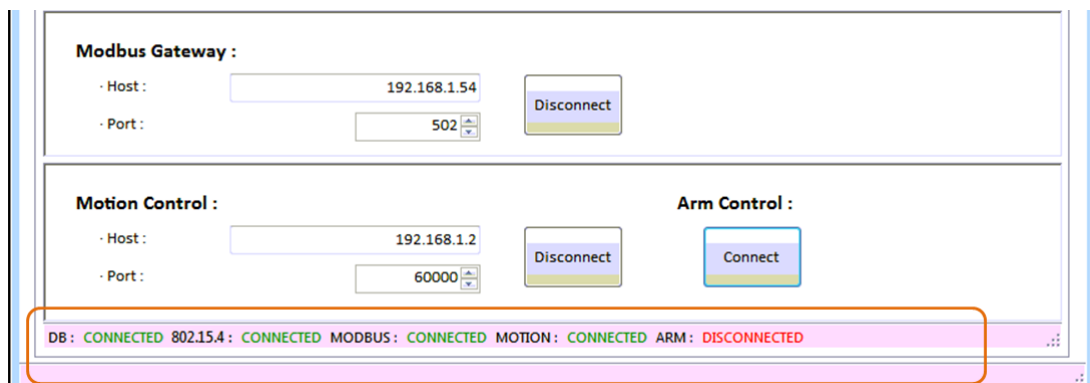 Modbus Gateway :
· Host : 192.168.1.54
Disconnect
· Port : 502
Motion Control :
Arm Control :
· Host : 192.168.1.2
Disconnect
Connect
· Port : 60000
DB : CONNECTED 802.15.4 : CONNECTED MODBUS : CONNECTED MOTION : CONNECTED ARM : DISCONNECTED